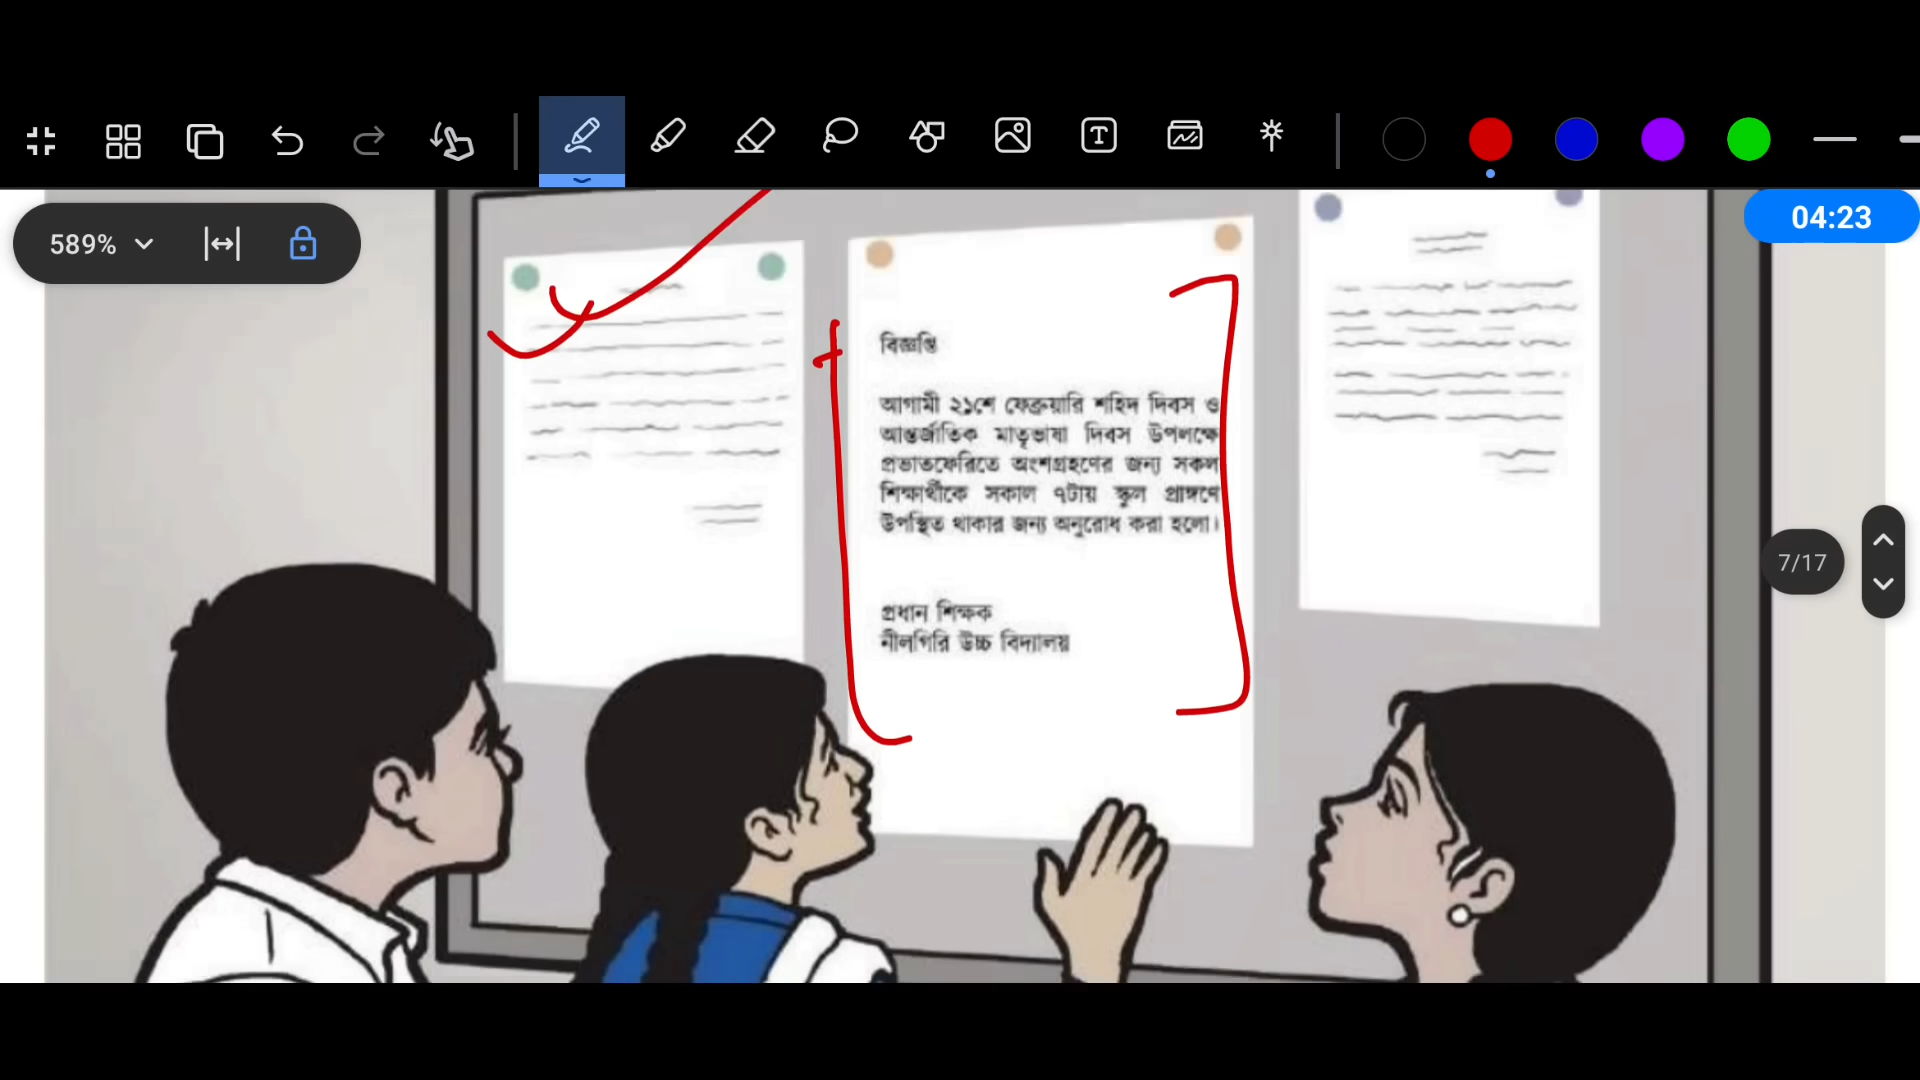 589%
04:23
বিজ্ঞপ্তি
আগামী ২১শে ফেব্রুয়ারি শহিদ দিবস ও
আন্তর্জাতিক মাতৃভাষা দিবস উপলক্ষে
প্রভাতফেরিতে অংশগ্রহণের জন্য সকল
শিক্ষার্থীকে সকাল ৭টায় স্কুল প্রাঙ্গণে
উপস্থিত থাকার জন্য অনুরোধ করা হলো।
প্রধান শিক্ষক
নীলগিরি উচ্চ বিদ্যালয়
7/17